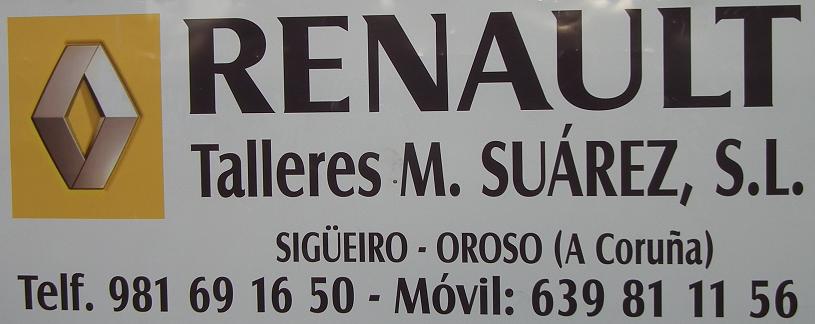 RENAULT
Talleres M. SUÁREZ, S.L.
SIGÜEIRO - OROSO (A Coruña)
Telf. 981 69 16 50 - Móvil: 639 81 11 56